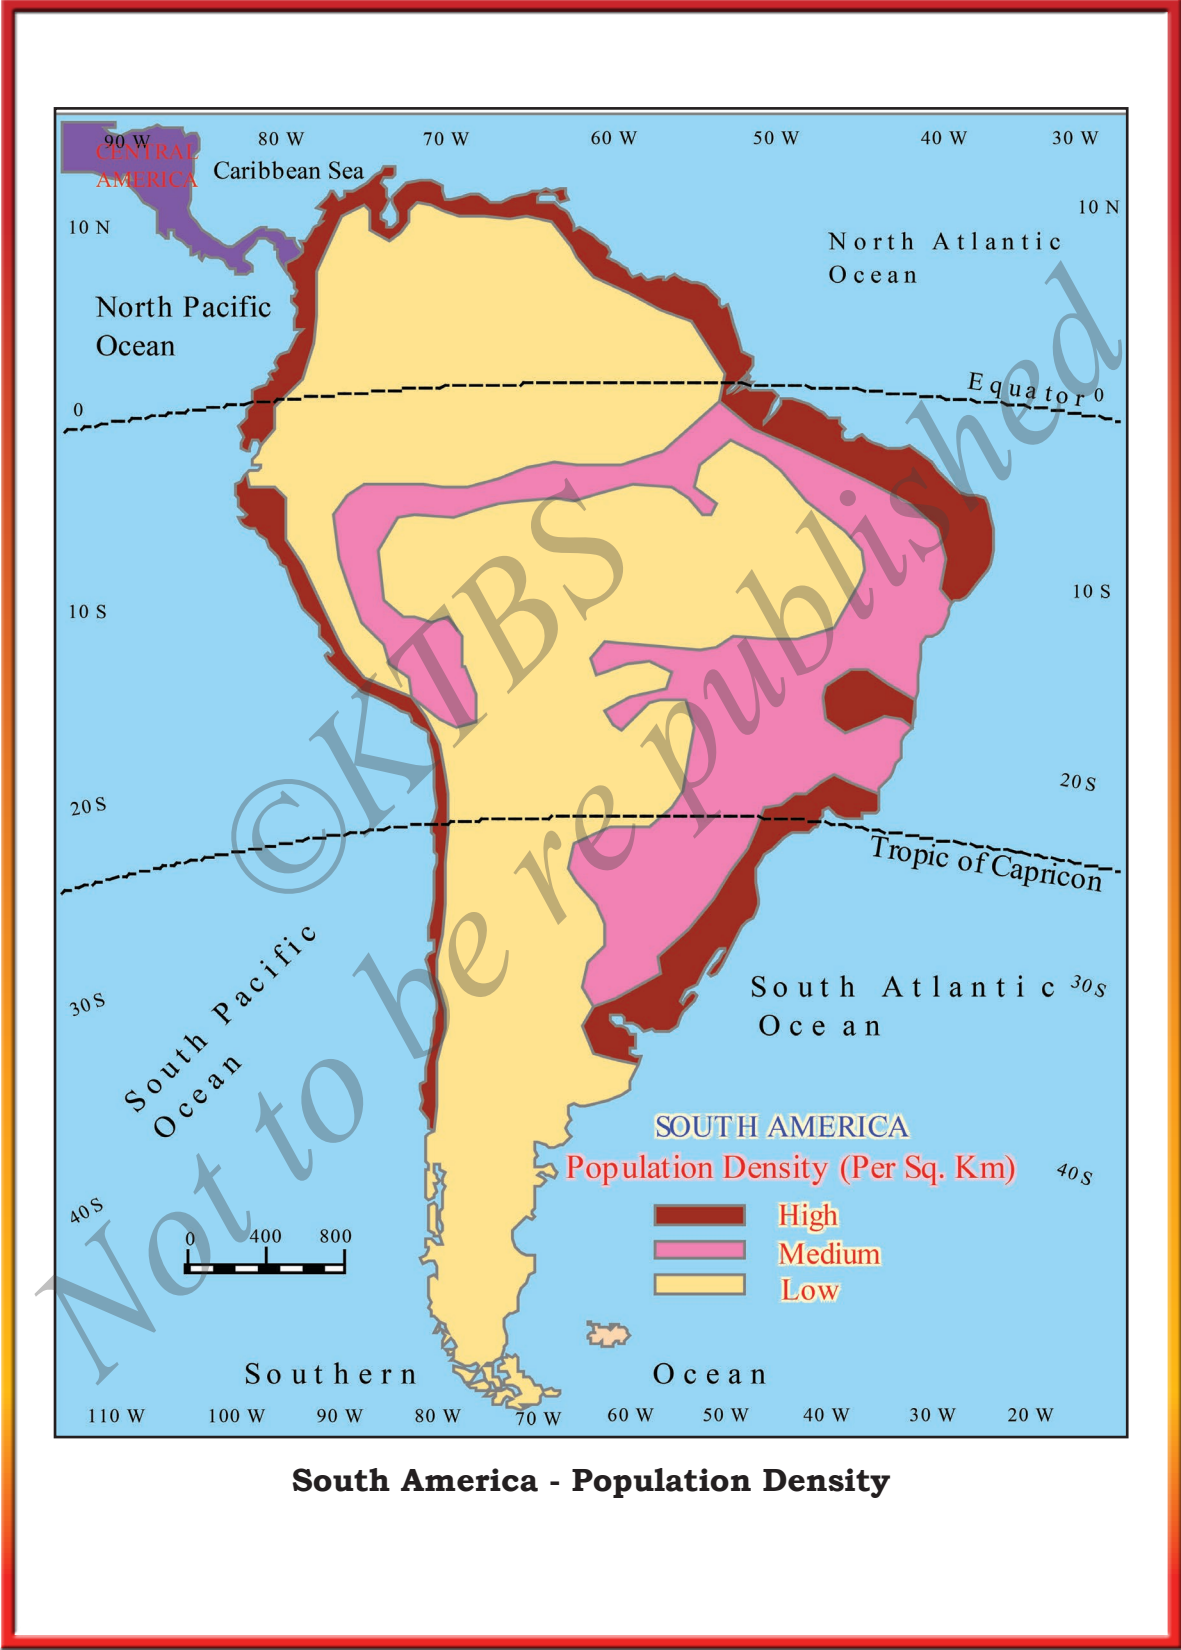 90 W 80 W 70 W 60 W 50 W 40 W 30 W
CENTRAL
AMERICA
Caribbean Sea
10 N 10 N
North Atlantic
Ocean
North Pacific
Ocean
Equator
0 0
10 S 10 S
20 S 20 S
Tropic of Capricon
South Pacific
Ocean
30 S 30 S
South Atlantic
Ocean
SOUTH AMERICA
Population Density (Per Sq. Km)
High
Medium
Low
40 S 40 S
0 400 800
Southern Ocean
110 W 100 W 90 W 80 W 70 W 60 W 50 W 40 W 30 W 20 W
©KTBS
Not to be republished
South America - Population Density